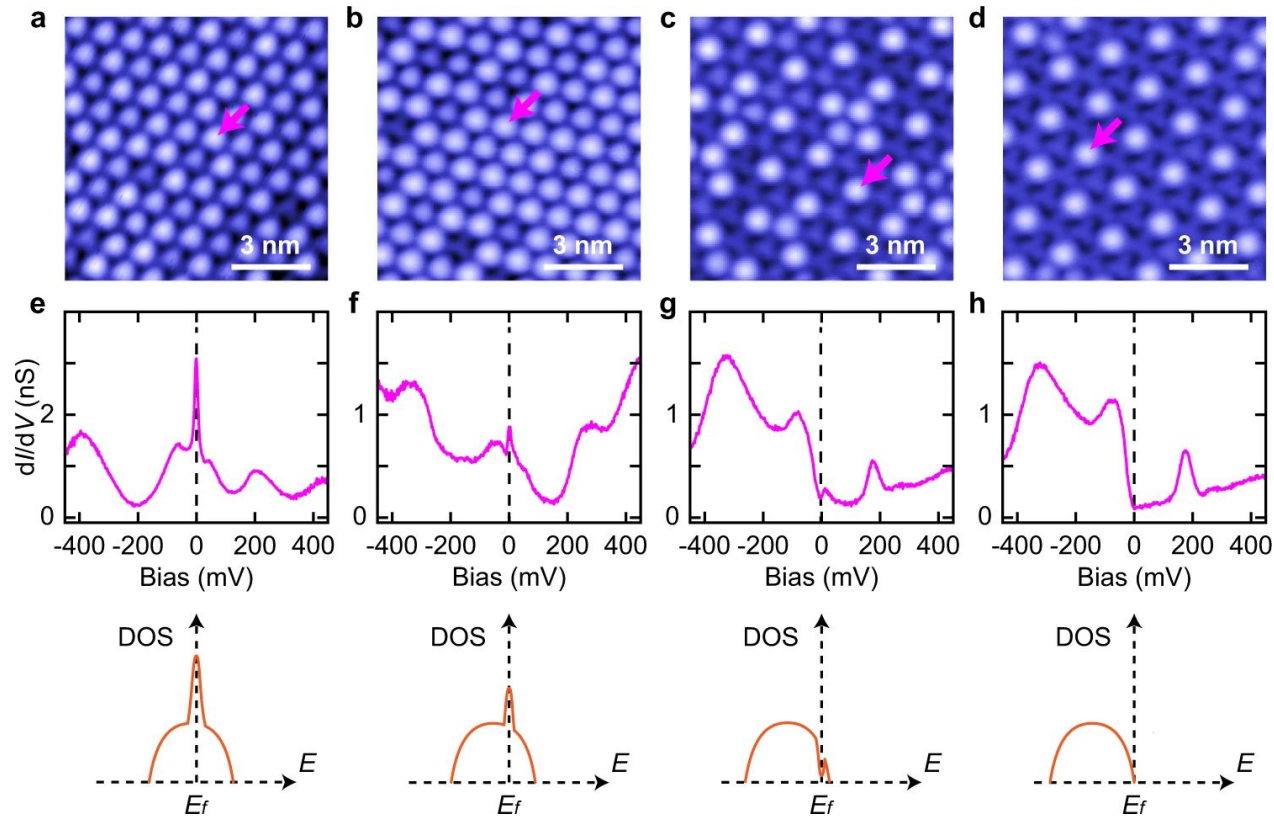 a b c d
3 nm 3 nm 3 nm 3 nm
e f g h
dI/dV (nS)
2 1 1 1
0 0 0 0
-400 -200 0 200 400 -400 -200 0 200 400 -400 -200 0 200 400 -400 -200 0 200 400
Bias (mV) Bias (mV) Bias (mV) Bias (mV)
DOS DOS DOS DOS
E E E E
Ef Ef Ef Ef